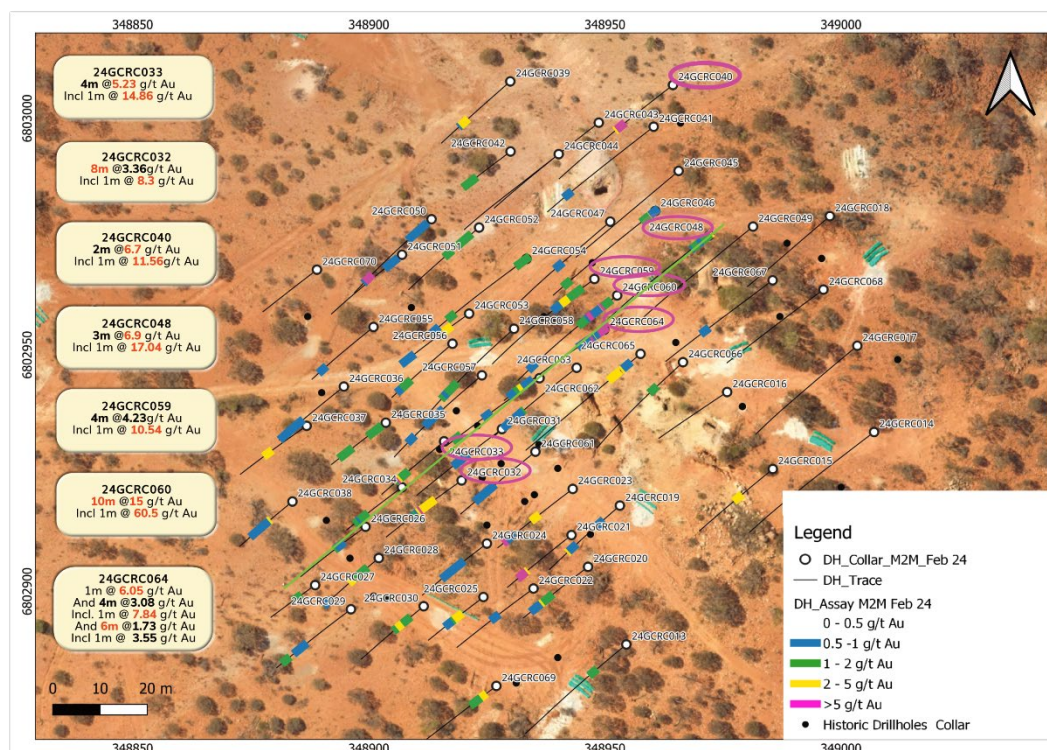 348850
348900
348950
349000
6803000
6802950
6802900
24GCRC033
4m @5.23 g/t Au
Incl 1m @ 14.86 g/t Au
24GCRC032
8m @3.36g/t Au
Incl 1m @ 8.3 g/t Au
24GCRC040
2m @6.7 g/t Au
Incl 1m @ 11.56g/t Au
24GCRC048
3m @6.9 g/t Au
Incl 1m @ 17.04 g/t Au
24GCRC059
4m @4.23g/t Au
Incl 1m @ 10.54 g/t Au
24GCRC060
10m @15 g/t Au
Incl 1m @ 60.5 g/t Au
24GCRC064
1m @ 6.05 g/t Au
And 4m @3.08 g/t Au
Incl. 1m @ 7.84 g/t Au
And 6m @1.73 g/t Au
Incl 1m @ 3.55 g/t Au
0 10 20 m
24GCRC039
24GCRC040
24GCRC043
24GCRC041
24GCRC042
24GCRC044
24GCRC045
24GCRC046
24GCRC047
24GCRC048
24GCRC049
24GCRC018
24GCRC050
24GCRC052
24GCRC051
24GCRC070
24GCRC054
24GCRC059
24GCRC060
24GCRC067
24GCRC068
24GCRC053
24GCRC058
24GCRC064
24GCRC055
24GCRC056
24GCRC065
24GCRC066
24GCRC017
24GCRC057
24GCRC063
24GCRC062
24GCRC036
24GCRC016
24GCRC037
24GCRC035
24GCRC031
24GCRC033
24GCRC061
24GCRC014
24GCRC032
24GCRC034
24GCRC015
24GCRC038
24GCRC023
24GCRC019
24GCRC026
24GCRC024
24GCRC021
24GCRC028
24GCRC020
24GCRC027
24GCRC025
24GCRC022
24GCRC029
24GCRC030
24GCRC013
24GCRC069
Legend
DH_Collar_M2M_Feb 24
DH_Trace
DH_Assay M2M Feb 24
0 - 0.5 g/t Au
0.5 -1 g/t Au
1 - 2 g/t Au
2 - 5 g/t Au
>5 g/t Au
Historic Drillholes Collar
348850
348900
348950
349000